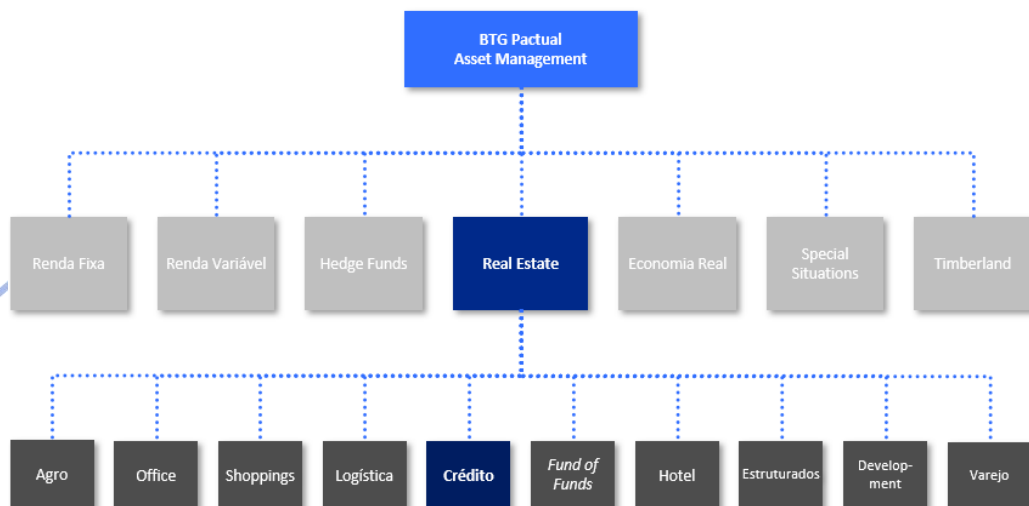 BTG Pactual
Asset Management
Renda Fixa
Renda Variável
Hedge Funds
Real Estate
Economia Real
Special
Situations
Timberland
Agro
Office
Shoppings
Logística
Crédito
Fund of
Funds
Hotel
Estruturados
Develop-
ment
Varejo